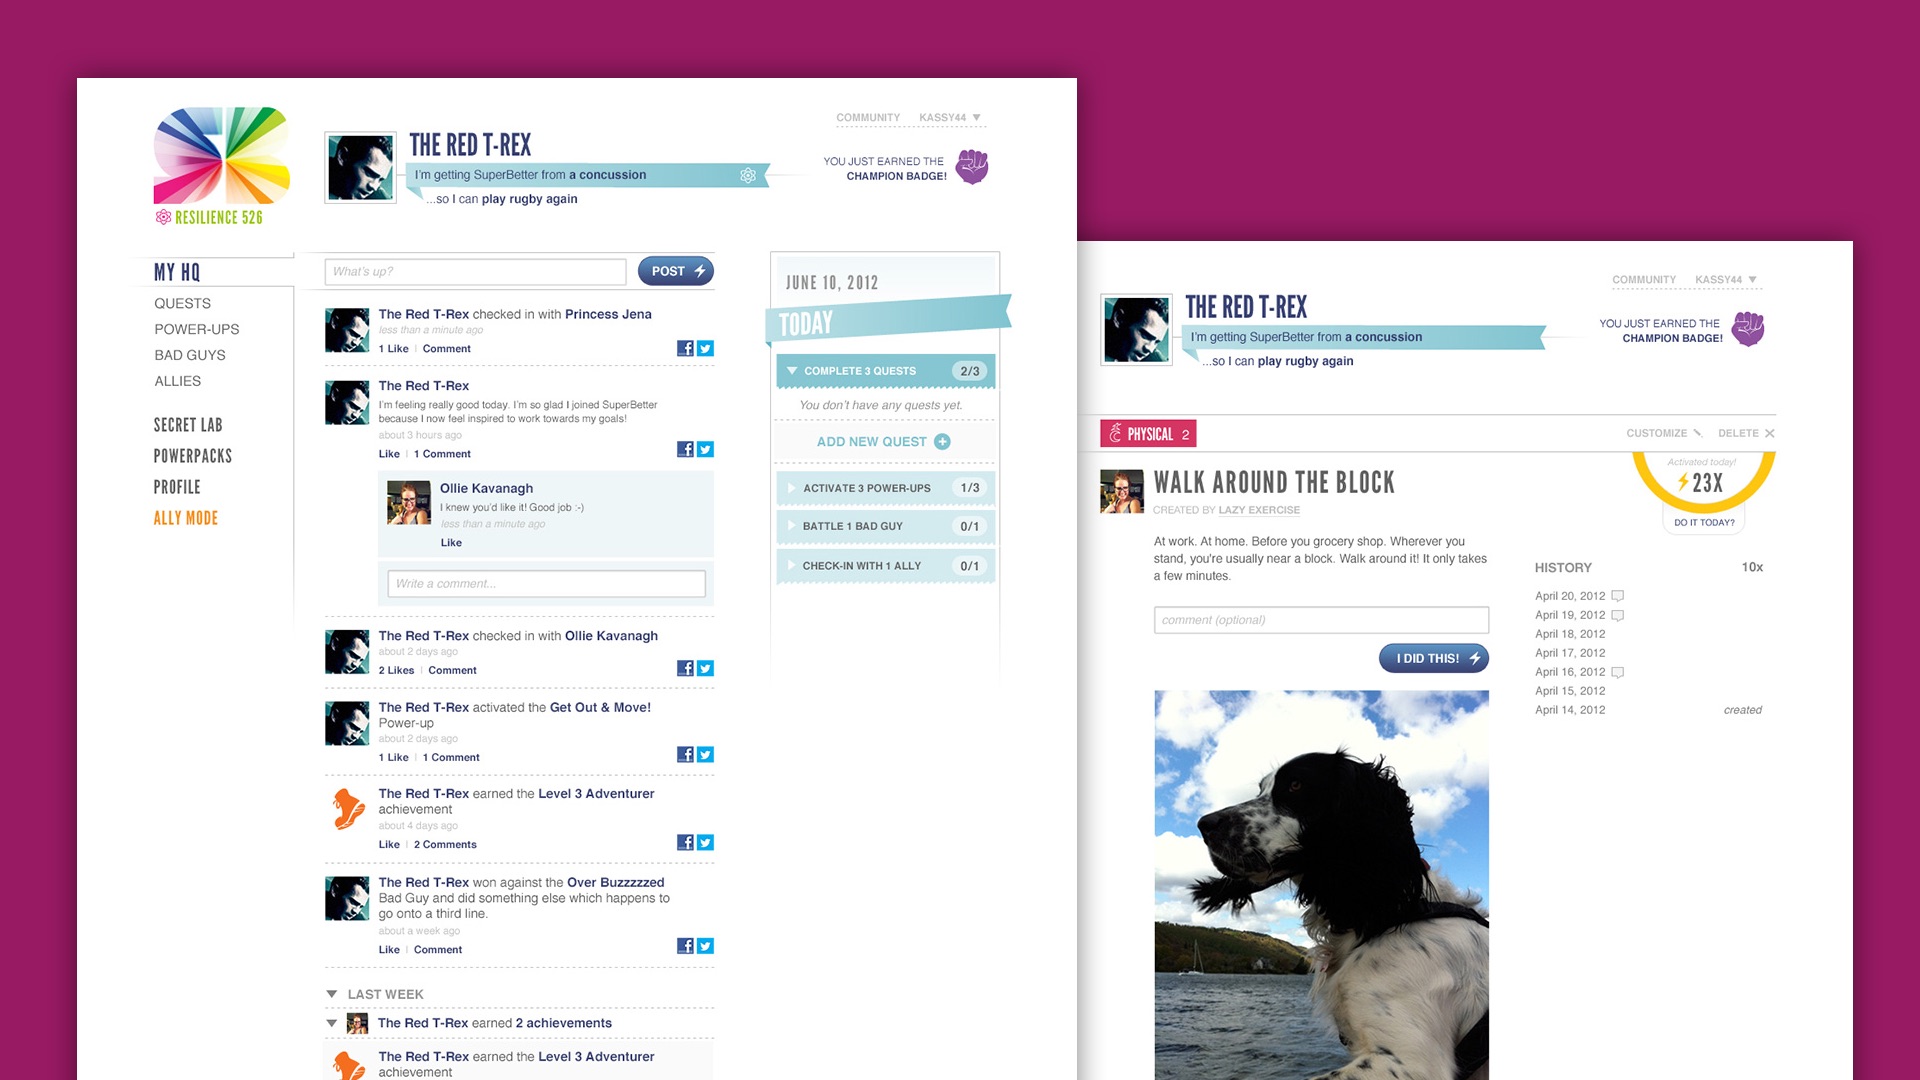 RESILIENCE 526
THE RED T-REX
I'm getting SuperBetter from a concussion
...so I can play rugby again
COMMUNITY KASSY44
YOU JUST EARNED THE
CHAMPION BADGE!
MY HQ
QUESTS
POWER-UPS
BAD GUYS
ALLIES
SECRET LAB
POWERPACKS
PROFILE
ALLY MODE
What's up?
POST
The Red T-Rex checked in with Princess Jena
less than a minute ago
1 Like | Comment
The Red T-Rex
I'm feeling really good today. I'm so glad I joined SuperBetter
because I now feel inspired to work towards my goals!
about 3 hours ago
Like | 1 Comment
Ollie Kavanagh
I knew you'd like it! Good job :-)
less than a minute ago
Like
Write a comment...
The Red T-Rex checked in with Ollie Kavanagh
about 2 days ago
2 Likes | Comment
The Red T-Rex activated the Get Out & Move!
Power-up
about 2 days ago
1 Like | 1 Comment
The Red T-Rex earned the Level 3 Adventurer
achievement
about 4 days ago
Like | 2 Comments
The Red T-Rex won against the Over Buzzzzzed
Bad Guy and did something else which happens to
go onto a third line.
about a week ago
Like | Comment
LAST WEEK
The Red T-Rex earned 2 achievements
The Red T-Rex earned the Level 3 Adventurer
achievement
JUNE 10, 2012
TODAY
COMPLETE 3 QUESTS 2/3
You don't have any quests yet.
ADD NEW QUEST
ACTIVATE 3 POWER-UPS 1/3
BATTLE 1 BAD GUY 0/1
CHECK-IN WITH 1 ALLY 0/1
COMMUNITY KASSY44
THE RED T-REX
I'm getting SuperBetter from a concussion
...so I can play rugby again
YOU JUST EARNED THE
CHAMPION BADGE!
PHYSICAL 2
CUSTOMIZE DELETE
WALK AROUND THE BLOCK
CREATED BY LAZY EXERCISE
At work. At home. Before you grocery shop. Wherever you
stand, you're usually near a block. Walk around it! It only takes
a few minutes.
comment (optional)
I DID THIS!
Activated today!
23X
DO IT TODAY?
HISTORY 10x
April 20, 2012
April 19, 2012
April 18, 2012
April 17, 2012
April 16, 2012
April 15, 2012
April 14, 2012 created